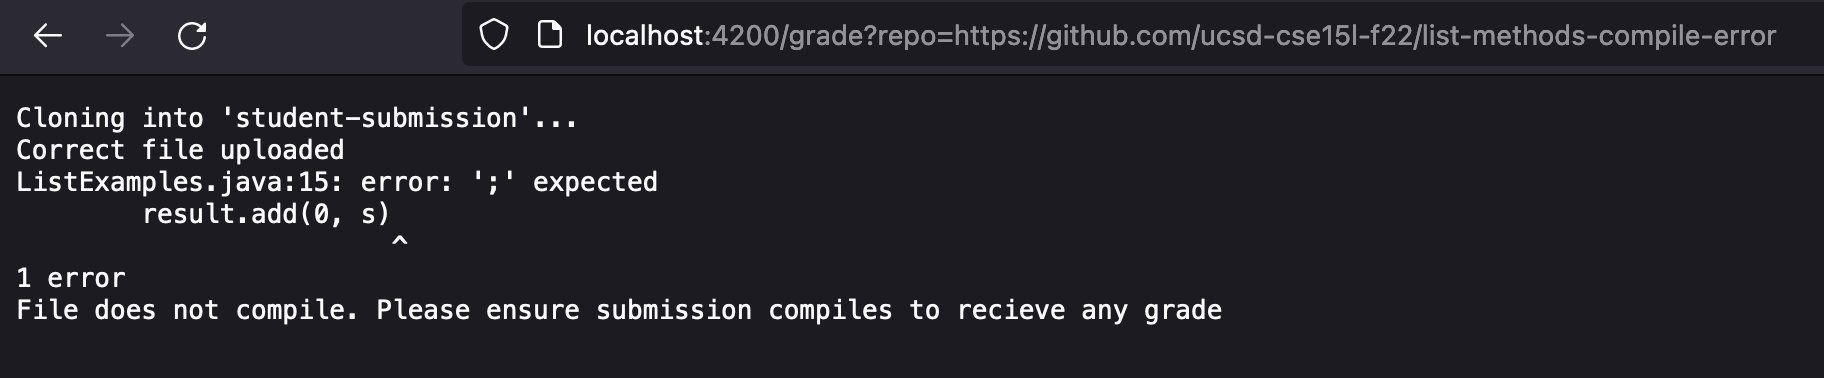 localhost:4200/grade?repo=https://github.com/ucsd-cse15l-f22/list-methods-compile-error
Cloning into 'student-submission'...
Correct file uploaded
ListExamples.java:15: error: ';' expected
        result.add(0, s)
                        ^
1 error
File does not compile. Please ensure submission compiles to recieve any grade